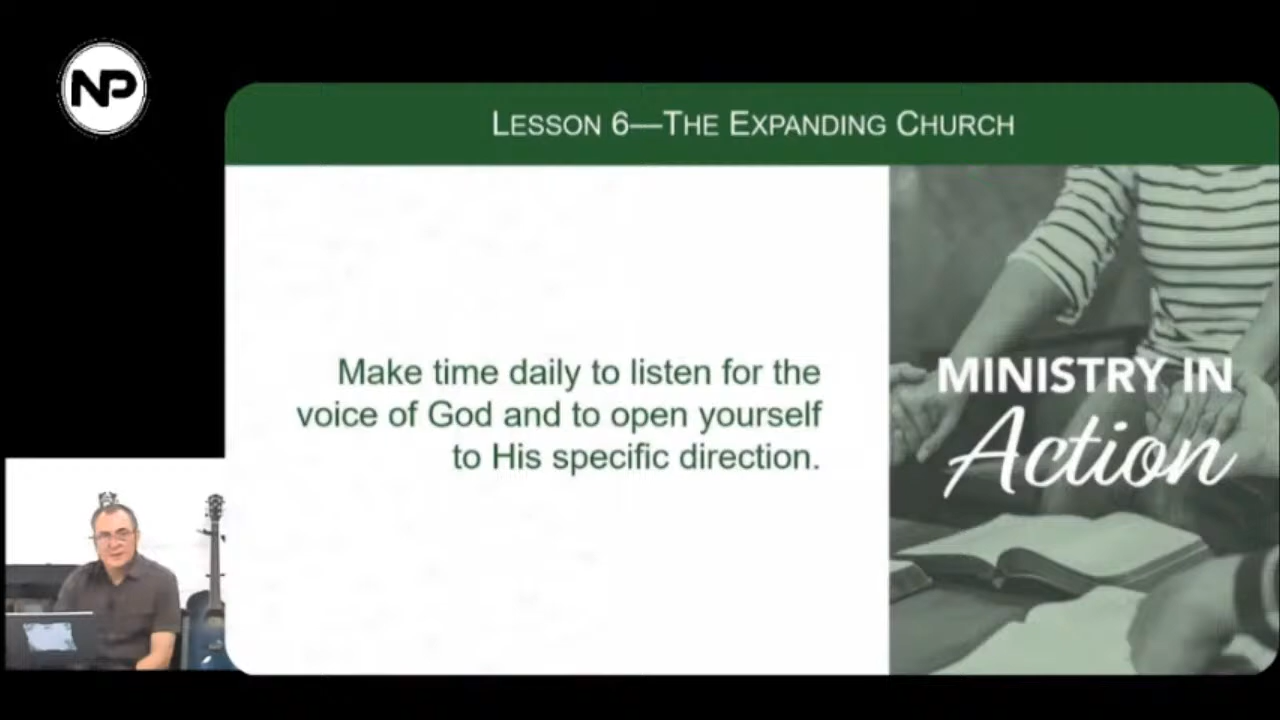 NP
LESSON 6—THE EXPANDING CHURCH
Make time daily to listen for the
voice of God and to open yourself
to His specific direction.
MINISTRY IN
Action